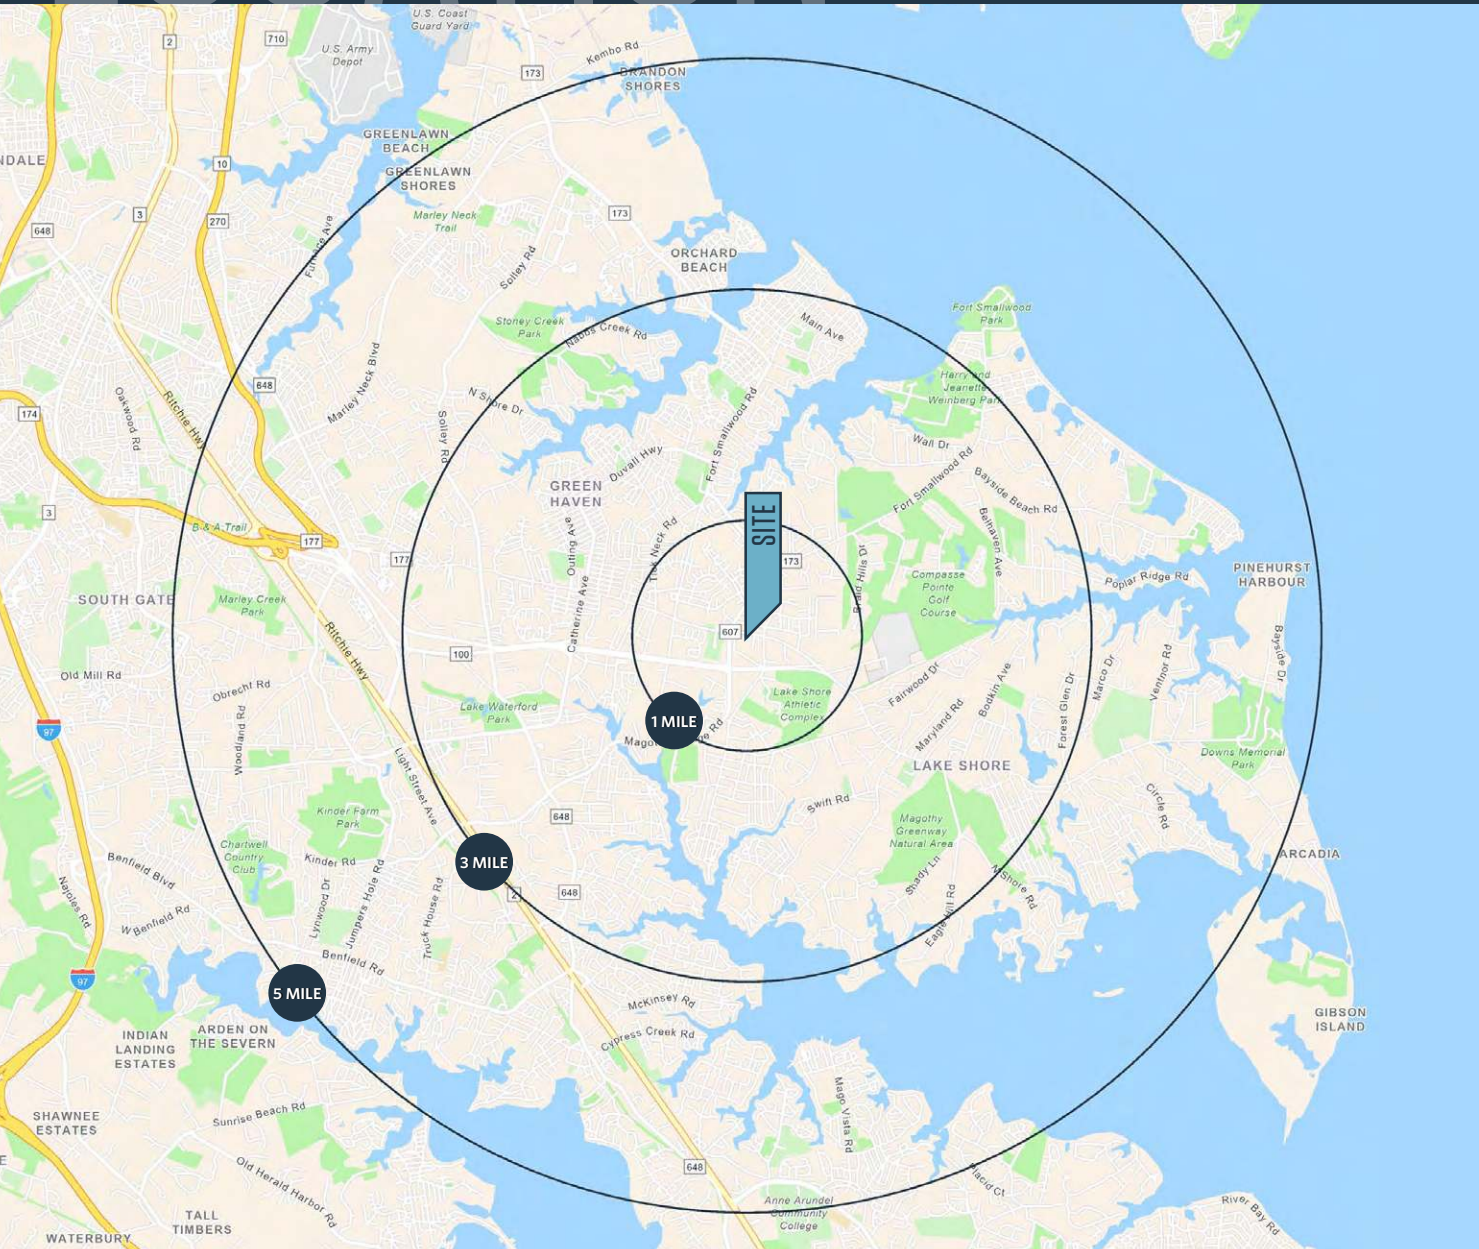 U.S. Coast
Guard Yard
2
710
U.S. Army
Depot
173
Kembo Rd
BRANDON
SHORES
GREENLAWN
BEACH
NDALE
10
GREENLAWN
SHORES
3
270
648
Marley Neck
Trail
173
Furnace Ave
Solley Rd
ORCHARD
BEACH
Fort Smallwood
Park
Stoney Creek
Park
Nabbs Creek Rd
Main Ave
Marley Neck Blvd
648
Harry and
Jeanette
Weinberg Park
174
Oakwood Rd
Ritchie Hwy
N Shore Dr
Solley Rd
Fort Smallwood Rd
Wall Dr
Duvall Hwy
Fort Smallwood Rd
Bayside Beach Rd
GREEN
HAVEN
3
B & A Trail
177
177
Outing Ave
Tick Neck Rd
SITE
173
Belhaven Ave
Compasse
Pointe
Golf
Course
Poplar Ridge Rd
PINEHURST
HARBOUR
SOUTH GATE
Marley Creek
Park
Catherine Ave
607
Ritchie Hwy
100
Bayside Dr
Old Mill Rd
Obrecht Rd
Fairwood Dr
Bodkin Ave
Marco Dr
Ventnor Rd
Lake Waterford
Park
Lake Shore
Athletic
Complex
1 MILE
Forest Glen Dr
97
Woodland Rd
Maryland Rd
LAKE SHORE
Downs Memorial
Park
Light Street Ave
Kinder Farm
Park
648
Swift Rd
Circle Rd
Magothy
Greenway
Natural Area
Chartwell
Country
Club
Kinder Rd
3 MILE
ARCADIA
Benfield Blvd
Shady Ln
N Shore Rd
Najoles Rd
W Benfield Rd
Lynwood Dr
Jumpers Hole Rd
Truck House Rd
2
648
Benfield Rd
97
5 MILE
McKinsey Rd
GIBSON
ISLAND
INDIAN
LANDING
ESTATES
ARDEN ON
THE SEVERN
Cypress Creek Rd
SHAWNEE
ESTATES
Sunrise Beach Rd
Mago Vista Rd
E
Old Herald Harbor Rd
648
Placid Ct
Anne Arundel
Community
College
River Bay Rd
TALL
TIMBERS
WATERBURY